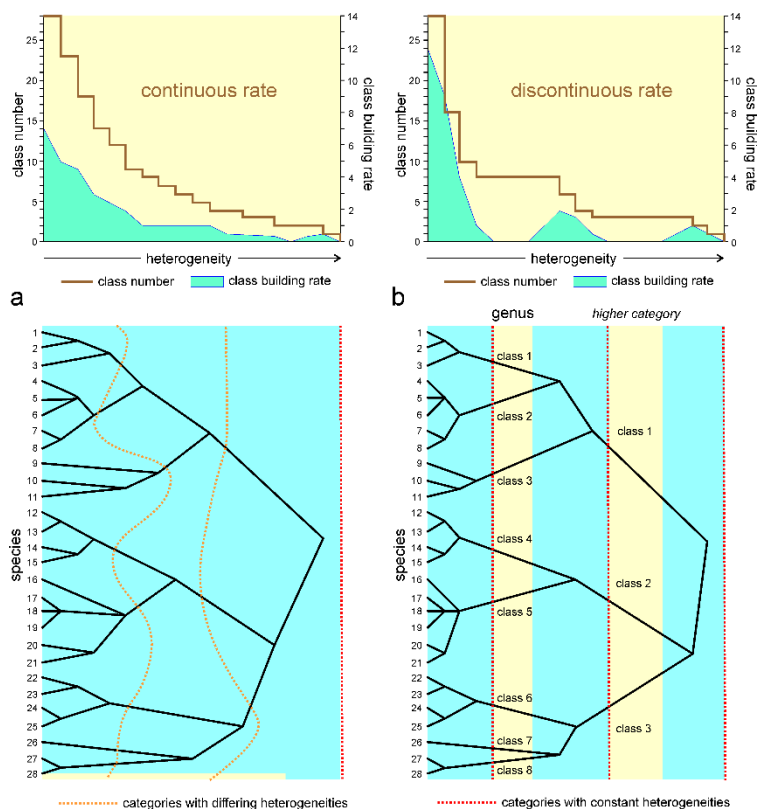 25
20
15
10
5
0
class number
continuous rate
14
12
10
8
6
4
2
0
class building rate
heterogeneity
class number
class building rate
25
20
15
10
5
0
class number
discontinuous rate
14
12
10
8
6
4
2
0
class building rate
heterogeneity
class number
class building rate
a
species
1
2
3
4
5
6
7
8
9
10
11
12
13
14
15
16
17
18
19
20
21
22
23
24
25
26
27
28
categories with differing heterogeneities
b
genus
higher category
species
1
2
3
4
5
6
7
8
9
10
11
12
13
14
15
16
17
18
19
20
21
22
23
24
25
26
27
28
class 1
class 2
class 3
class 4
class 5
class 6
class 7
class 8
class 1
class 2
class 3
categories with constant heterogeneities